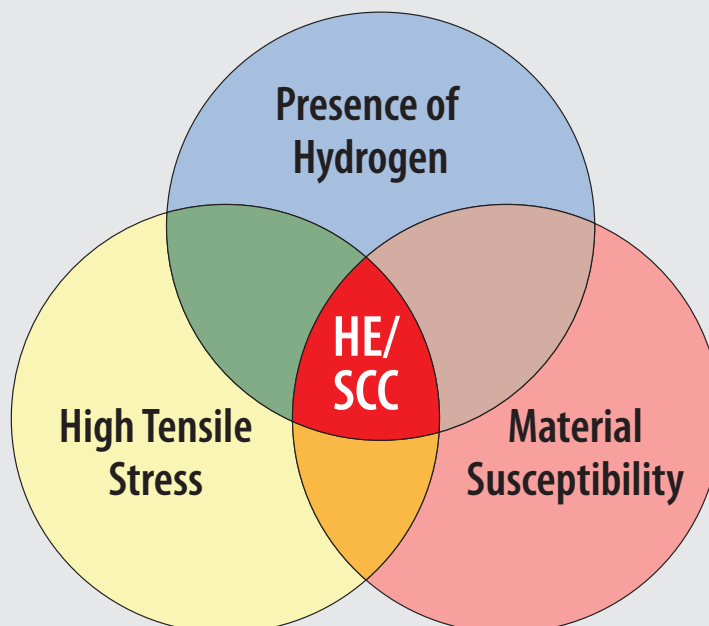 Presence of
Hydrogen
HE/
SCC
High Tensile
Stress
Material
Susceptibility